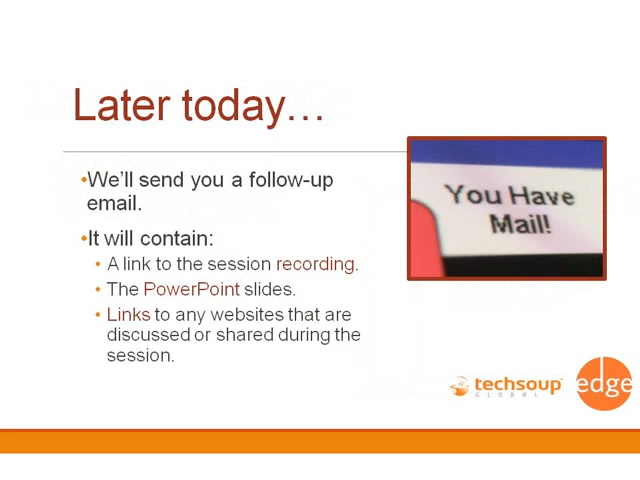 Later today…
•We'll send you a follow-up
email.
•It will contain:
• A link to the session recording.
• The PowerPoint slides.
• Links to any websites that are
discussed or shared during the
session.
You Have
Mail!
techsoup
GLOBAL
edge